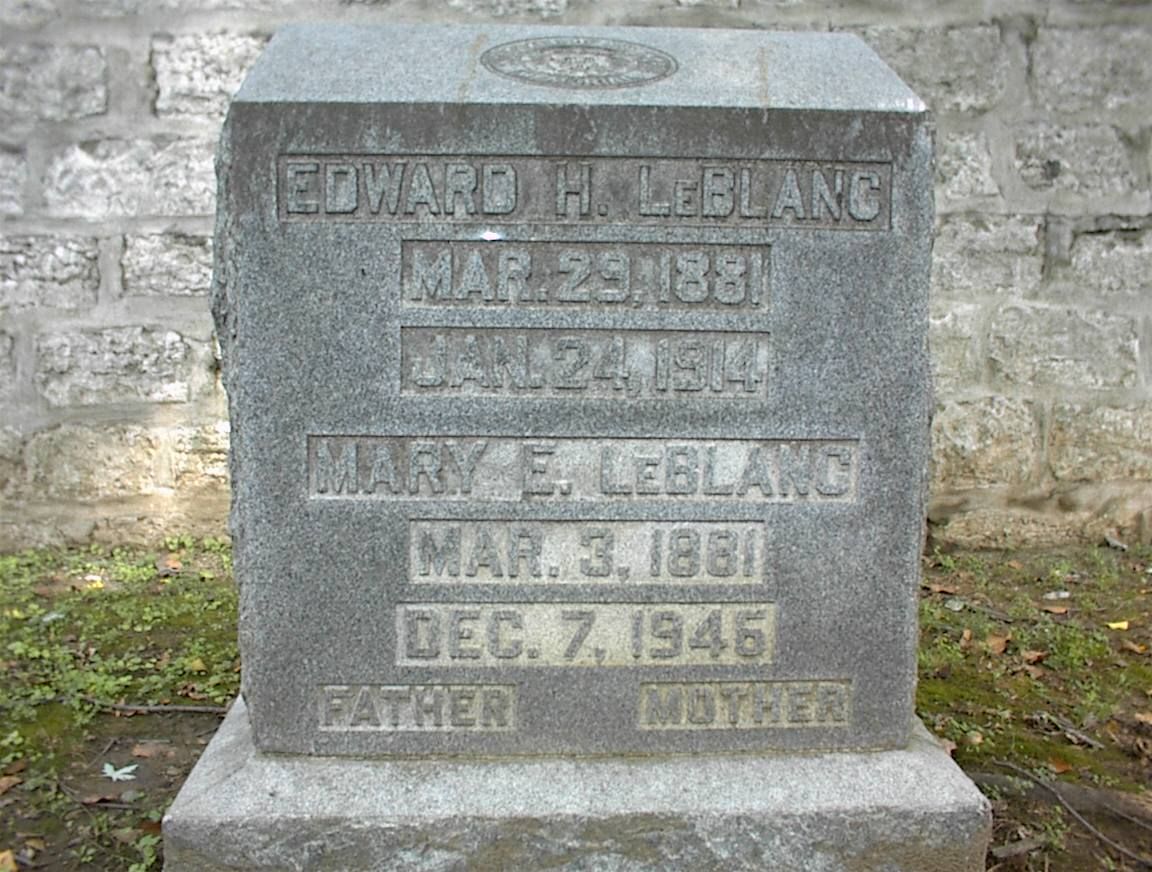 EDWARD H. LeBLANC
MAR. 29, 1881
JAN. 24, 1914
MARY E. LeBLANC
MAR. 3, 1881
DEC. 7, 1946
FATHER MOTHER